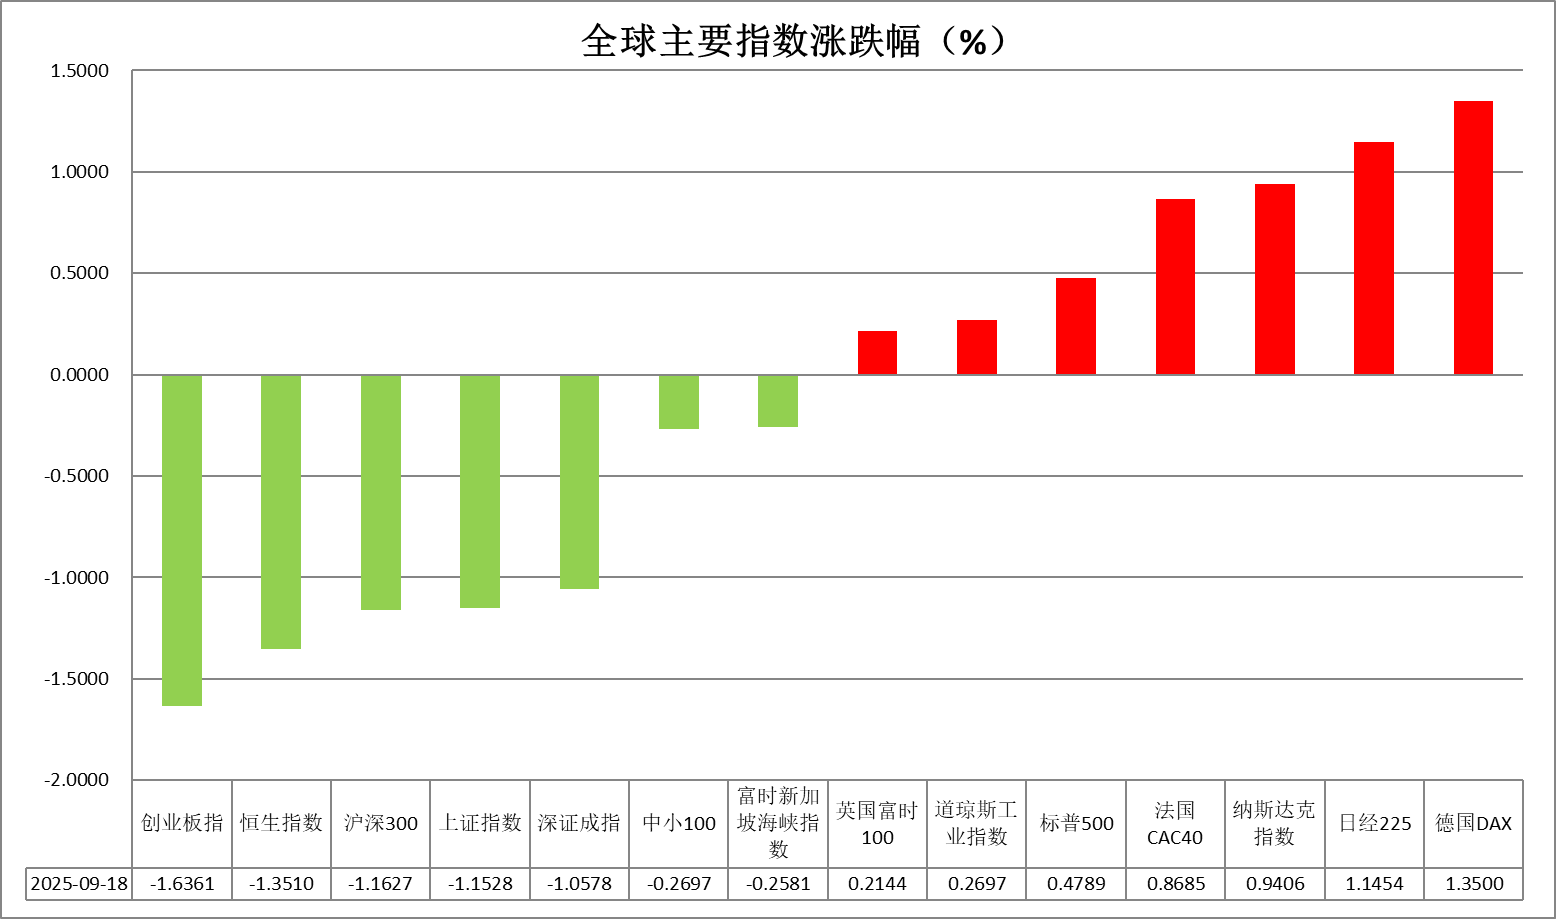 全球主要指数涨跌幅（%）
1.5000
1.0000
0.5000
0.0000
-0.5000
-1.0000
-1.5000
-2.0000
创业板指
恒生指数
沪深300
上证指数
深证成指
中小100
富时新加
坡海峡指
数
英国富时
100
道琼斯工
业指数
标普500
法国
CAC40
纳斯达克
指数
日经225
德国DAX
2025-09-18 -1.6361 -1.3510 -1.1627 -1.1528 -1.0578 -0.2697 -0.2581 0.2144 0.2697 0.4789 0.8685 0.9406 1.1454 1.3500